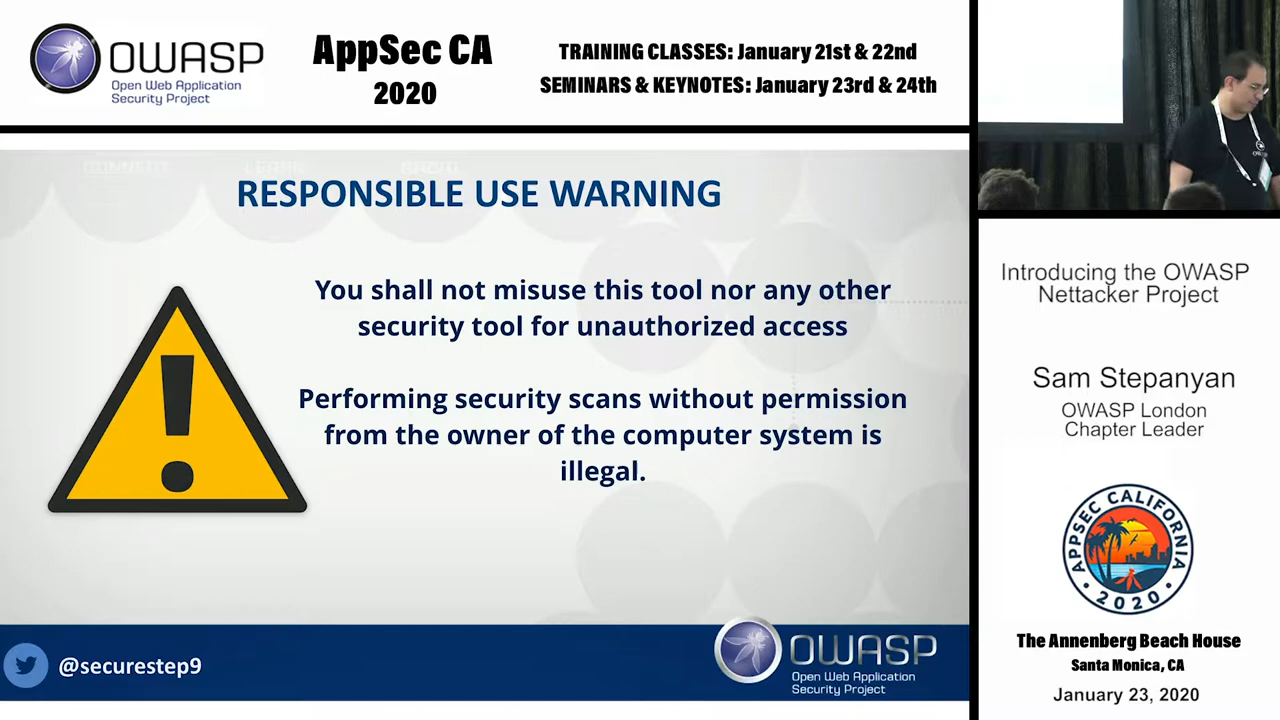 OWASP
Open Web Application
Security Project
AppSec CA
2020
TRAINING CLASSES: January 21st & 22nd
SEMINARS & KEYNOTES: January 23rd & 24th
RESPONSIBLE USE WARNING
You shall not misuse this tool nor any other
security tool for unauthorized access
Performing security scans without permission
from the owner of the computer system is
illegal.
@securestep9
OWASP
Open Web Application
Security Project
Introducing the OWASP
Nettacker Project
Sam Stepanyan
OWASP London
Chapter Leader
APPSEC CALIFORNIA
• 2020 •
The Annenberg Beach House
Santa Monica, CA
January 23, 2020